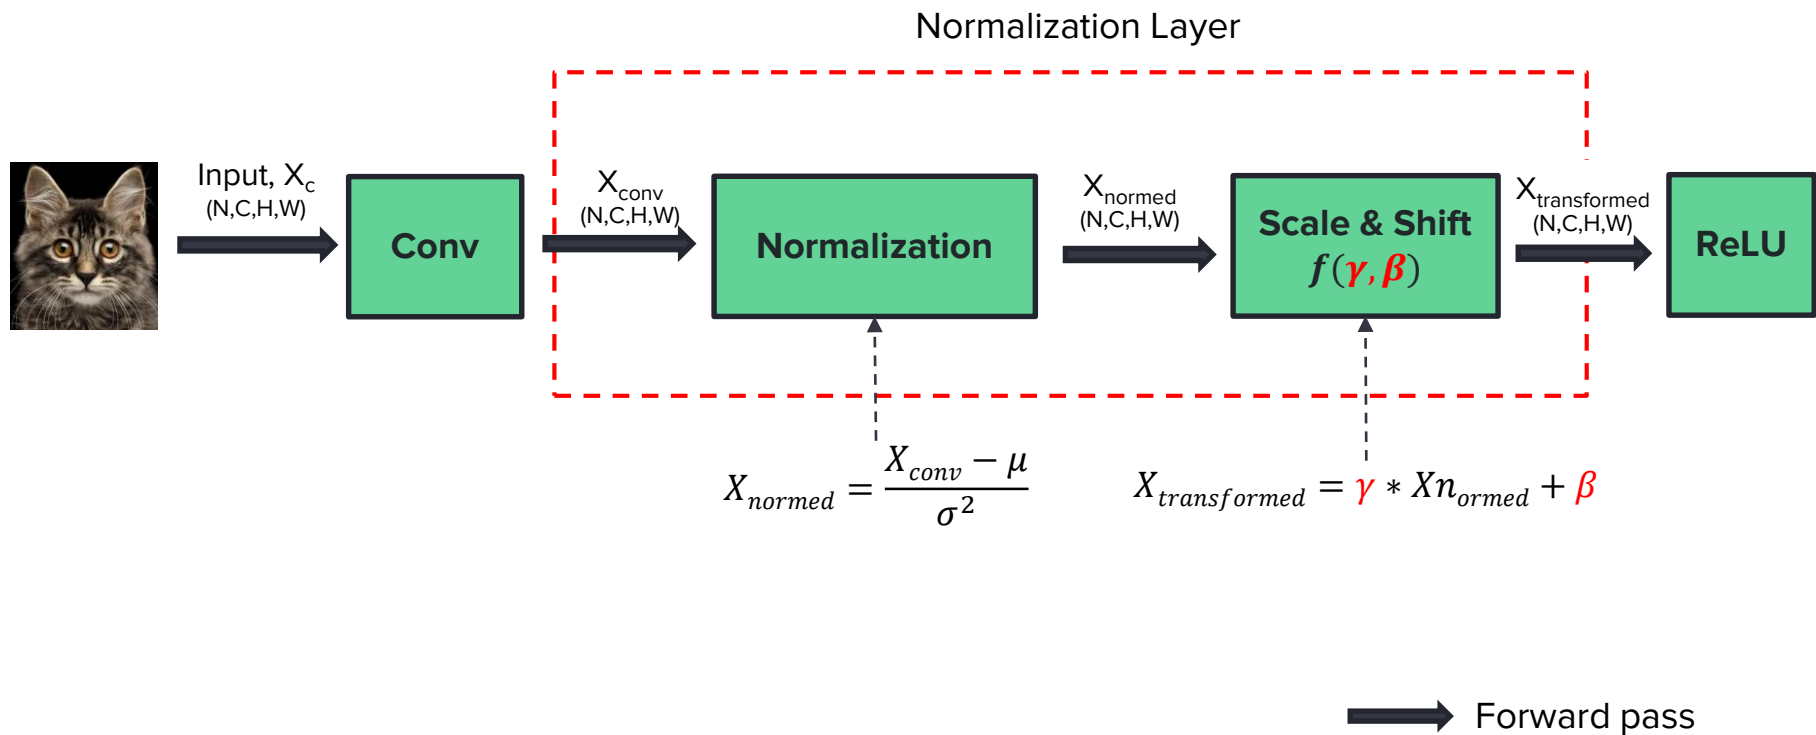 Normalization Layer
Input, X_c
(N,C,H,W)
Conv
X_conv
(N,C,H,W)
Normalization
X_normed
(N,C,H,W)
Scale & Shift
f(γ, β)
X_transformed
(N,C,H,W)
ReLU
X_normed = (X_conv − μ) / σ²
X_transformed = γ * Xn_ormed + β
Forward pass